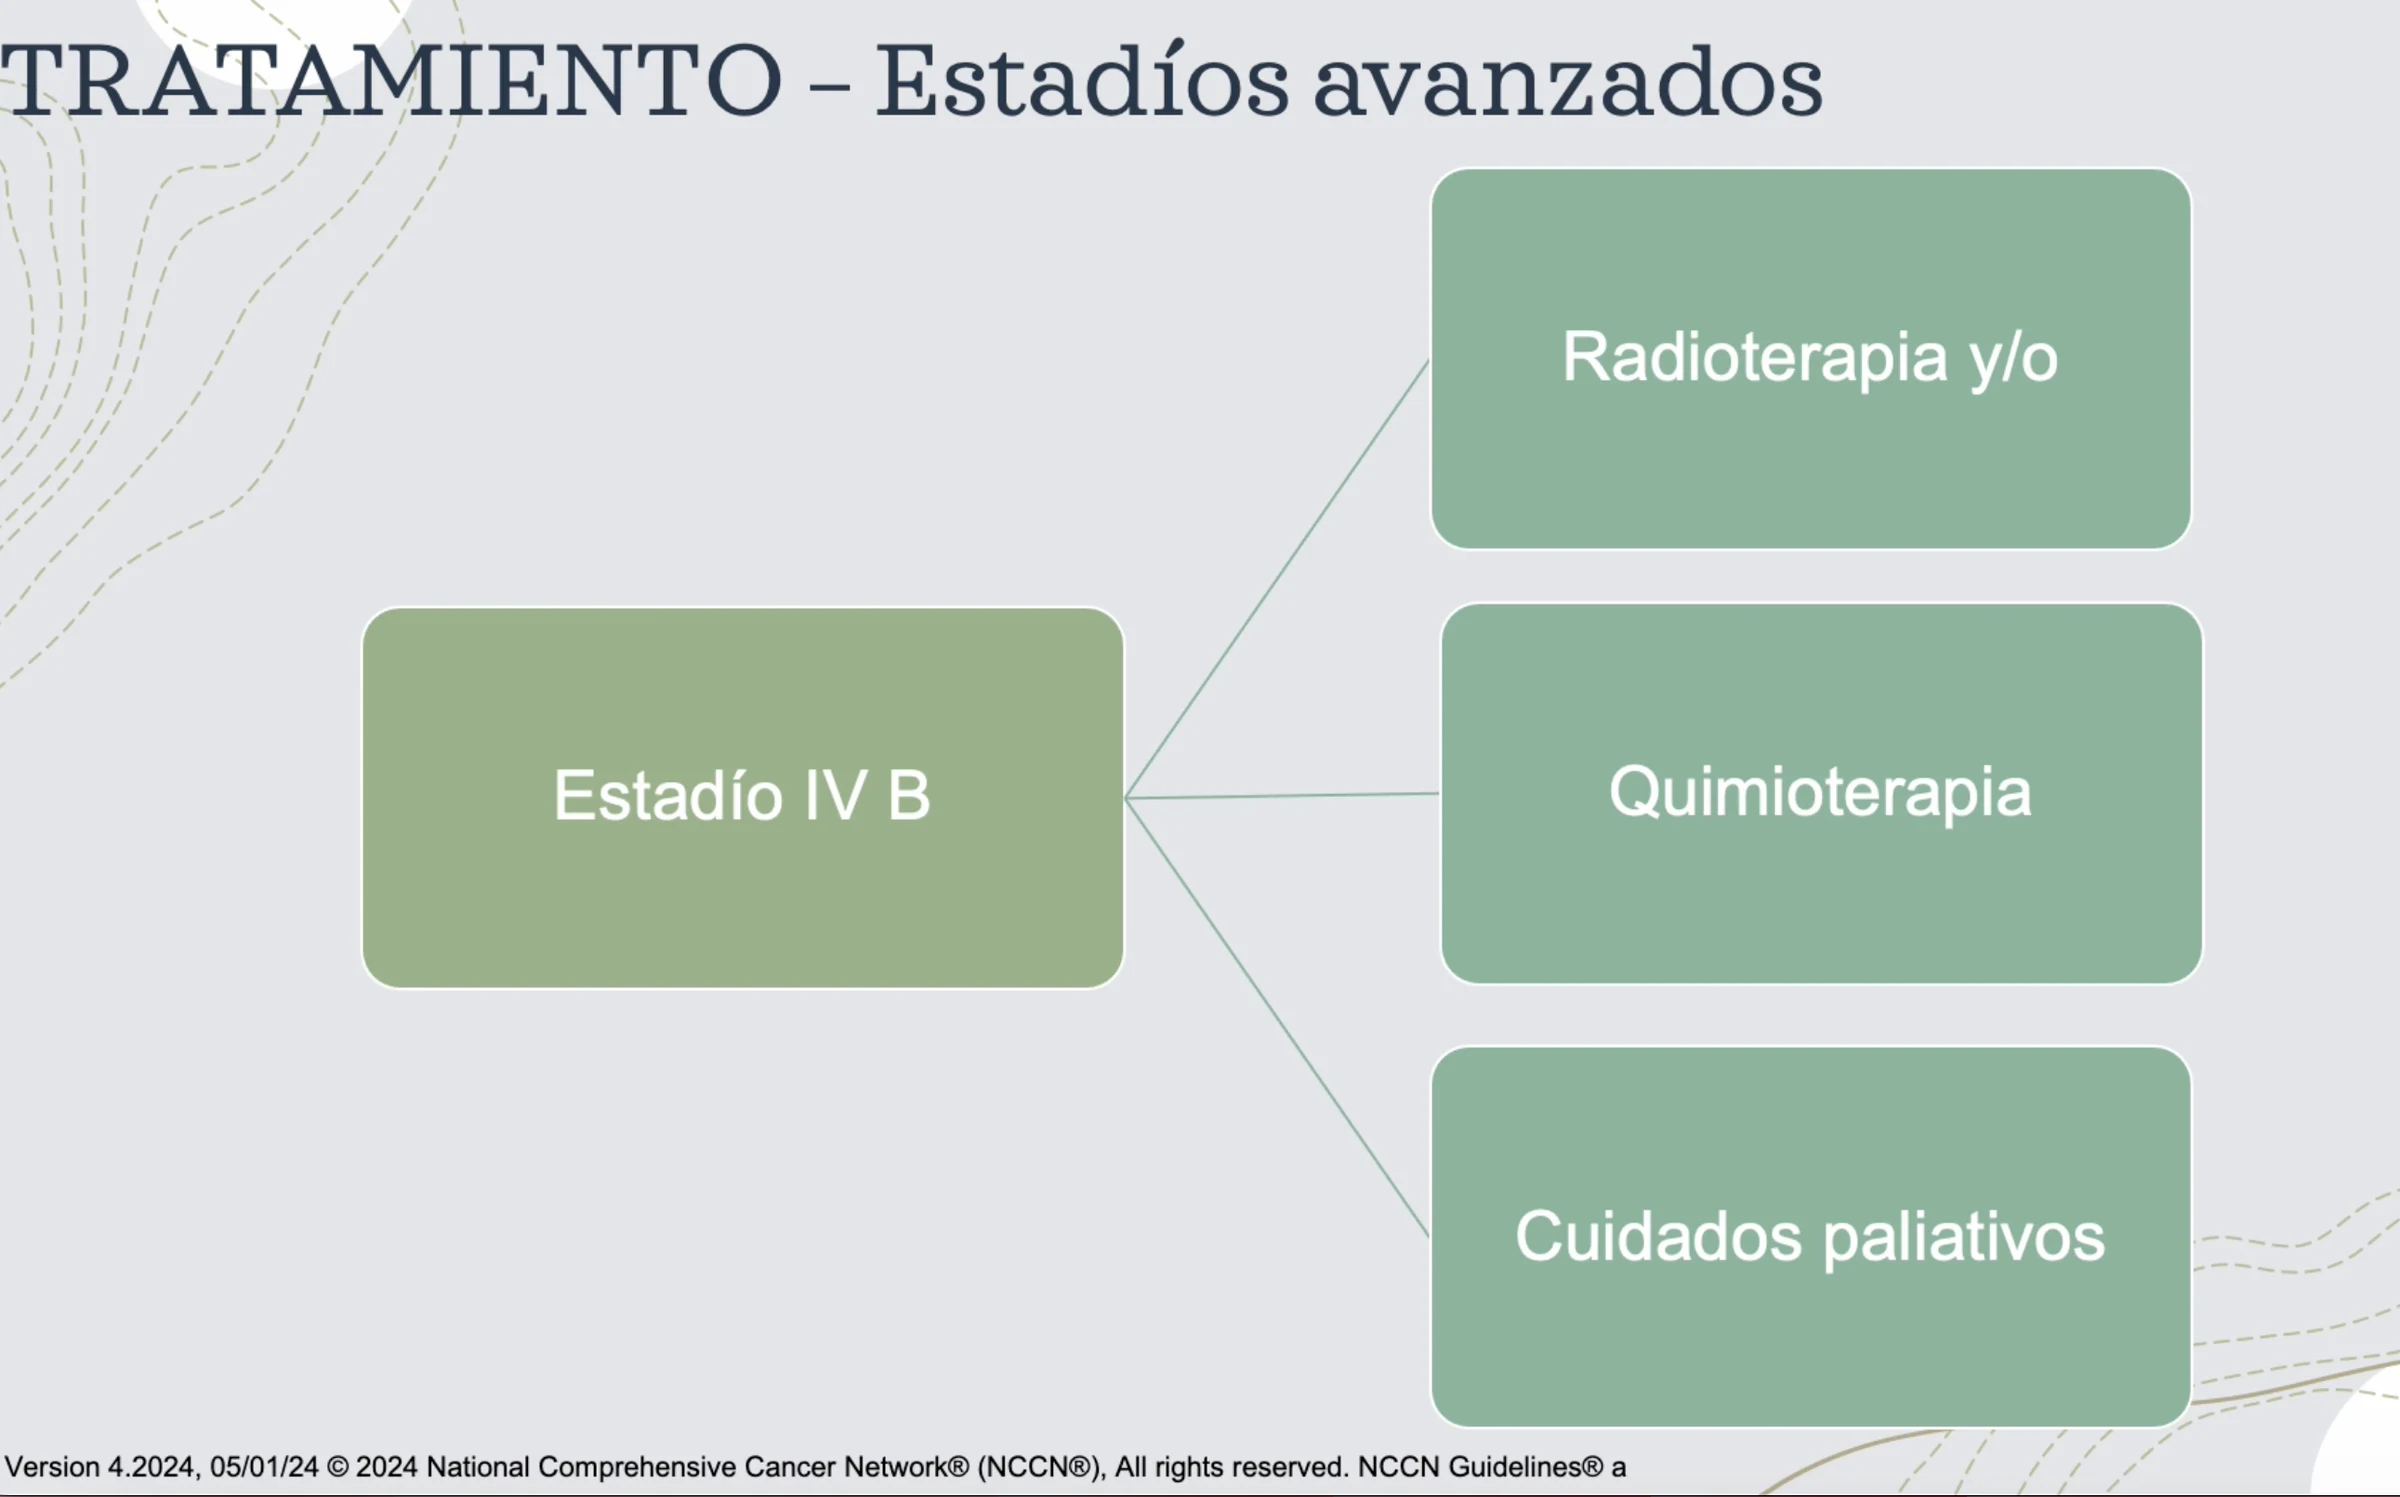 TRATAMIENTO – Estadíos avanzados
Radioterapia y/o
Estadío IV B
Quimioterapia
Cuidados paliativos
Version 4.2024, 05/01/24 © 2024 National Comprehensive Cancer Network® (NCCN®), All rights reserved. NCCN Guidelines® a